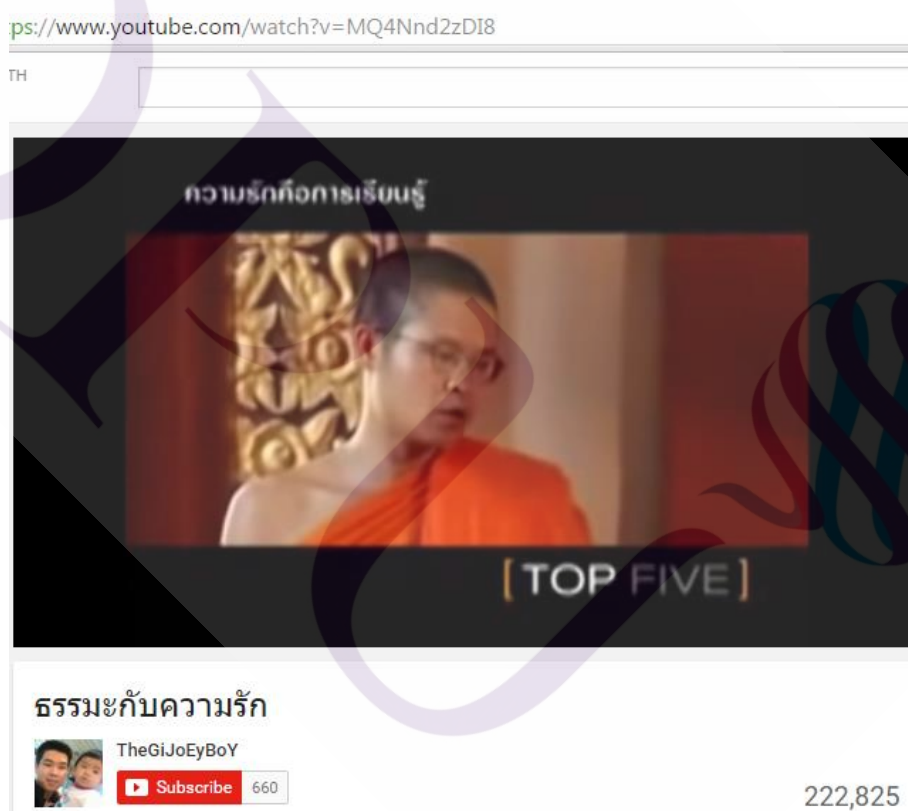 ps://www.youtube.com/watch?v=MQ4Nnd2zDI8
TH
ความรักคือการเรียนรู้
[ TOP FIVE ]
ธรรมะกับความรัก
TheGiJoEyBoY
Subscribe 660
222,825